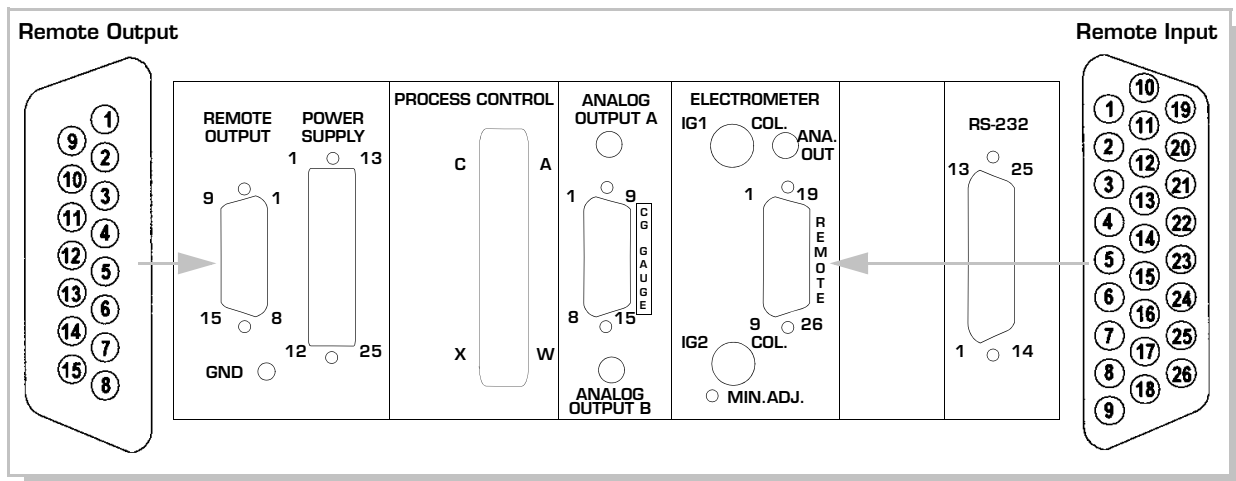 Remote Output
Remote Input
1
2
3
4
5
6
7
8
9
10
11
12
13
14
15
REMOTE
OUTPUT
9 1
15 8
GND
POWER
SUPPLY
1 13
12 25
PROCESS CONTROL
C A
X W
ANALOG
OUTPUT A
1 9
CG GAUGE
8 15
ANALOG
OUTPUT B
ELECTROMETER
IG1 COL.
ANA.
OUT
1 19
REMOTE
9 26
IG2 COL.
MIN.ADJ.
RS-232
13 25
1 14
1
2
3
4
5
6
7
8
9
10
11
12
13
14
15
16
17
18
19
20
21
22
23
24
25
26